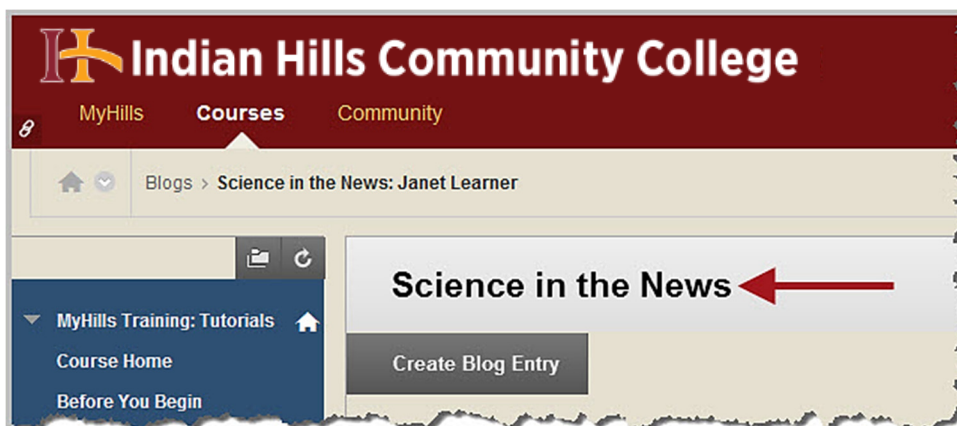 Indian Hills Community College
MyHills Courses Community
Blogs > Science in the News: Janet Learner
Science in the News
MyHills Training: Tutorials
Create Blog Entry
Course Home
Before You Begin